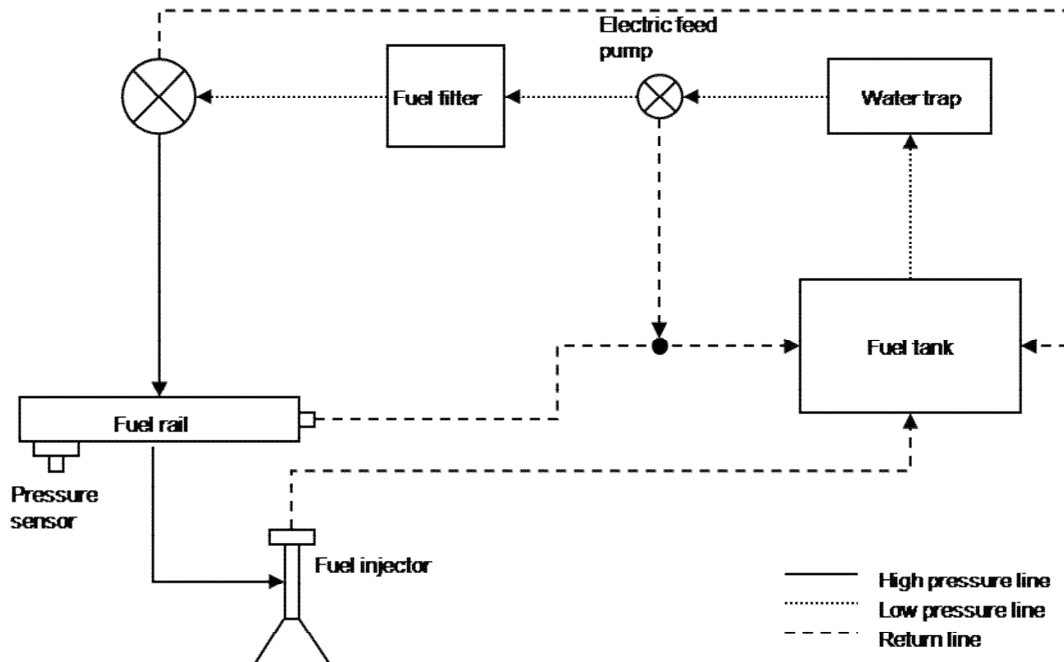 Electric feed
pump
Fuel filter
Water trap
Fuel tank
Fuel rail
Pressure
sensor
Fuel injector
High pressure line
Low pressure line
Return line